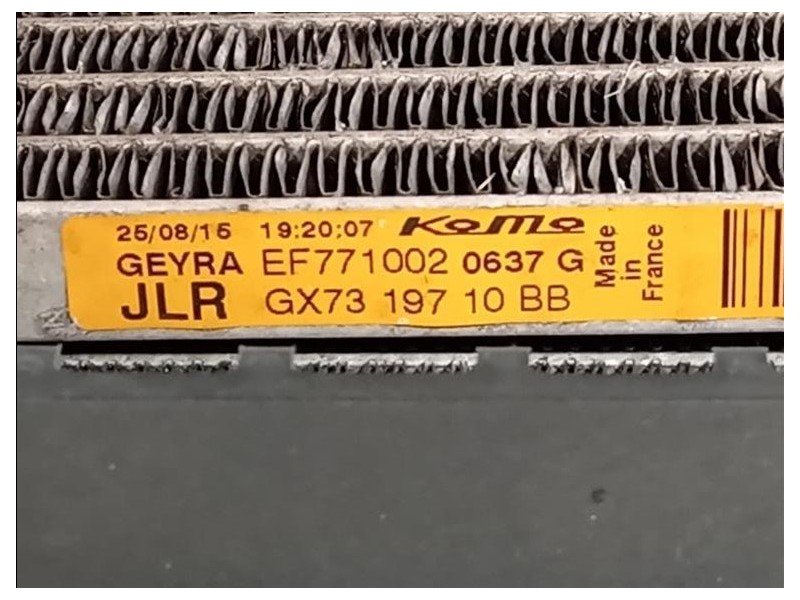 25/08/15 19:20:07 KoMo
GEYRA EF771002 0637 G
JLR GX73 197 10 BB
Made
in
France